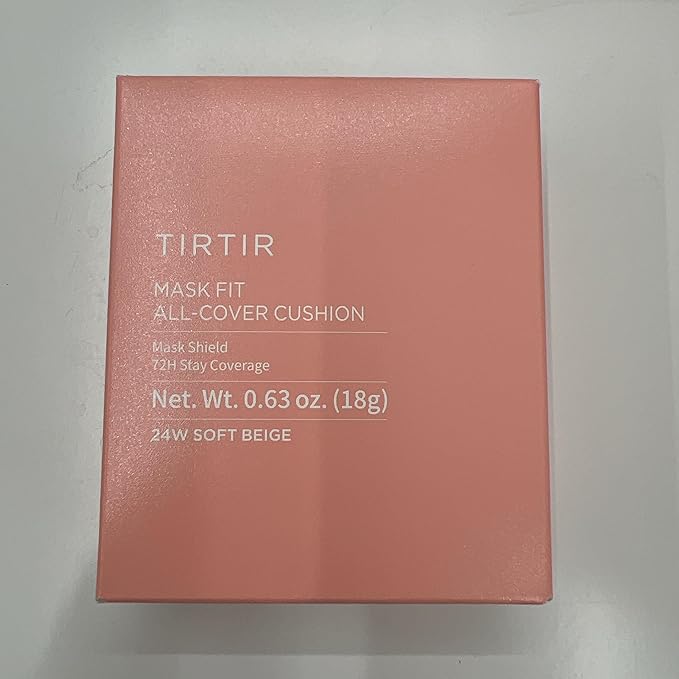 TIRTIR
MASK FIT
ALL-COVER CUSHION
Mask Shield
72H Stay Coverage
Net. Wt. 0.63 oz. (18g)
24W SOFT BEIGE